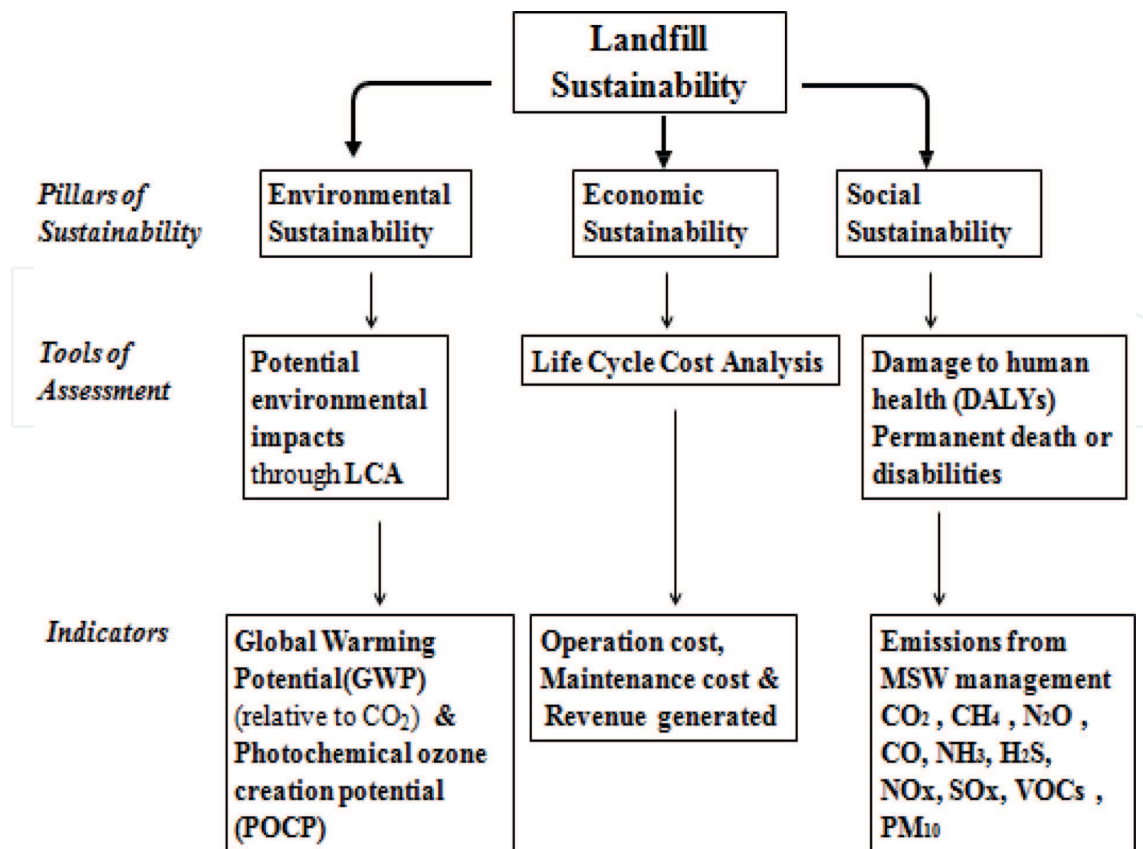 Landfill
Sustainability
Pillars of
Sustainability
Environmental
Sustainability
Economic
Sustainability
Social
Sustainability
Tools of
Assessment
Potential
environmental
impacts
through LCA
Life Cycle Cost Analysis
Damage to human
health (DALYs)
Permanent death or
disabilities
Indicators
Global Warming
Potential(GWP)
(relative to CO₂) &
Photochemical ozone
creation potential
(POCP)
Operation cost,
Maintenance cost &
Revenue generated
Emissions from
MSW management
CO₂ , CH₄ , N₂O ,
CO, NH₃, H₂S,
NOx, SOx, VOCs ,
PM₁₀